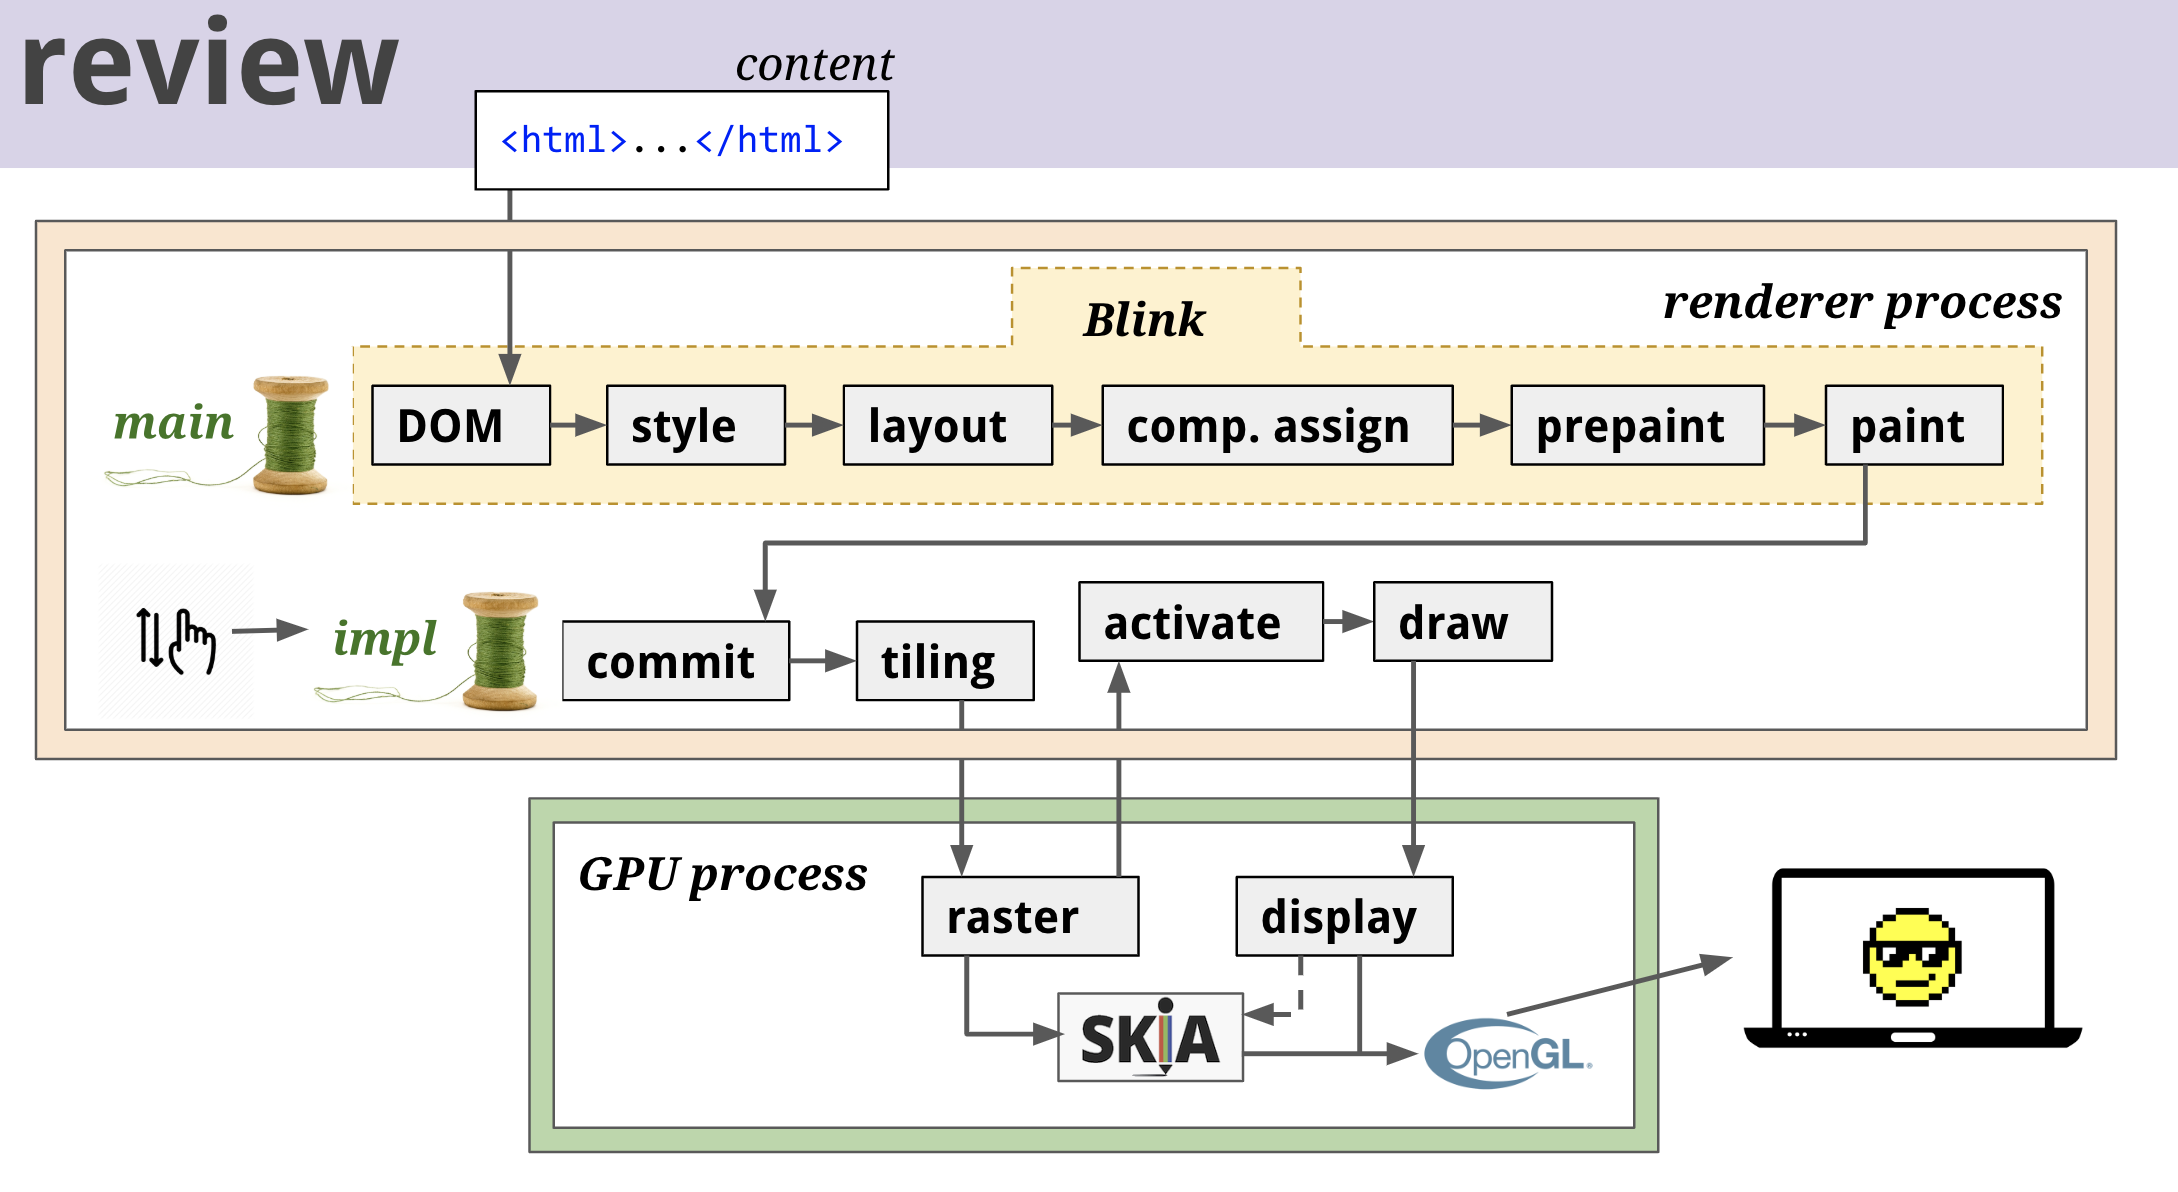 review
content
<html>...</html>
Blink
renderer process
main
DOM
style
layout
comp. assign
prepaint
paint
impl
commit
tiling
activate
draw
GPU process
raster
display
SKiA
OpenGL®